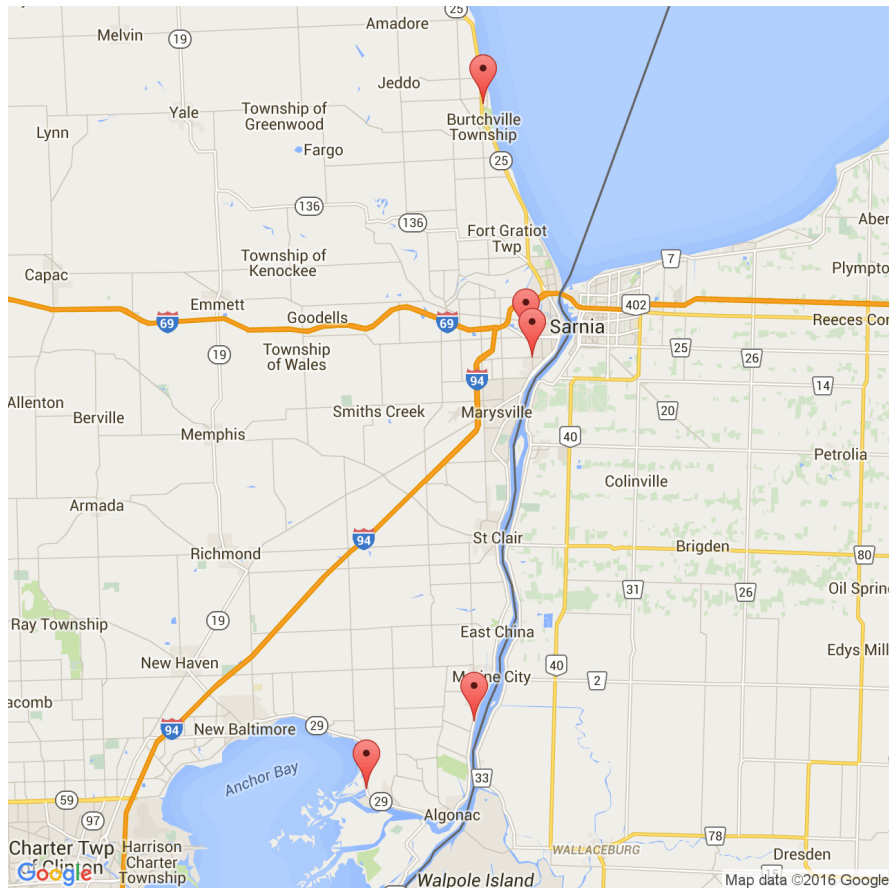 25
Amadore
Melvin
19
Jeddo
Yale
Township of
Greenwood
Burtchville
Township
Lynn
Fargo
25
136
136
Fort Gratiot
Twp
Aber
Township
of Kenockee
7
Plympto
Capac
Emmett
402
Goodells
69
69
Sarnia
Reeces Cor
19
Township
of Wales
25
26
94
14
Allenton
Berville
Smiths Creek
Marysville
20
Memphis
40
Petrolia
Colinville
Armada
94
St Clair
Richmond
Brigden
80
31
26
Oil Spring
19
Ray Township
East China
Edys Mill
New Haven
40
2
Marine City
acomb
94
New Baltimore
29
Anchor Bay
33
59
29
97
Algonac
78
Charter Twp
of Clinton
Harrison
Charter
Township
WALLACEBURG
Dresden
Google
Walpole Island
15
Map data ©2016 Google